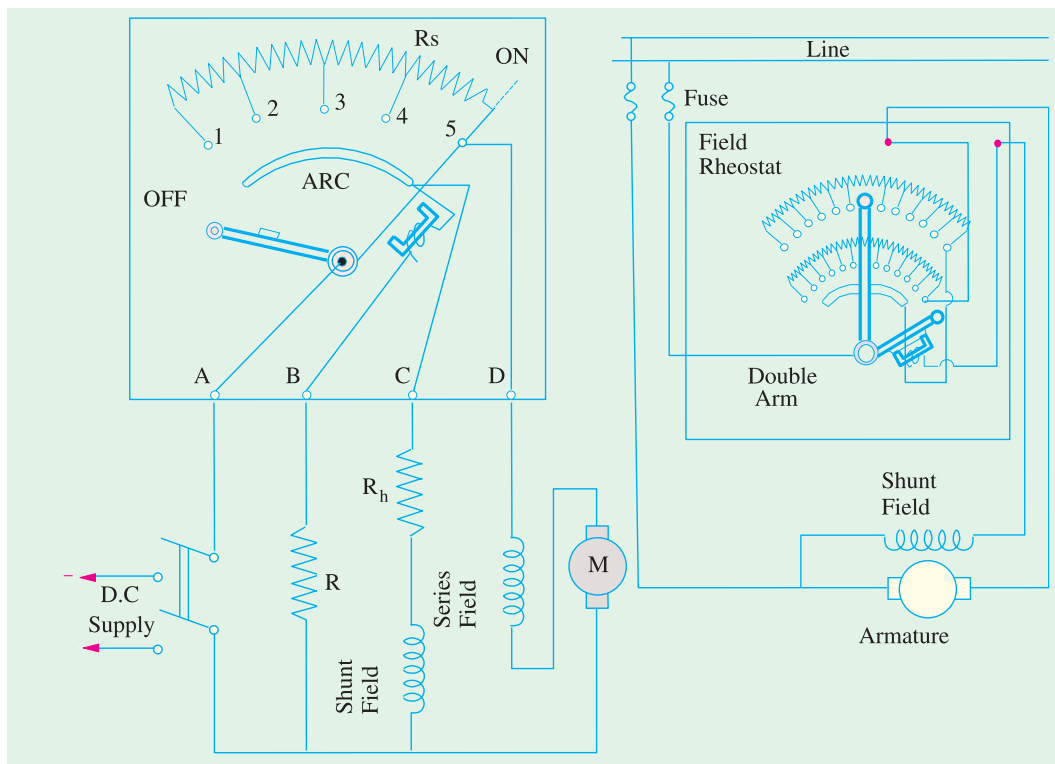 Rs
ON
1
2
3
4
5
ARC
OFF
A
B
C
D
R
h
R
–
D.C
Supply
Shunt
Field
Series
Field
M
Line
Fuse
Field
Rheostat
Double
Arm
Shunt
Field
Armature